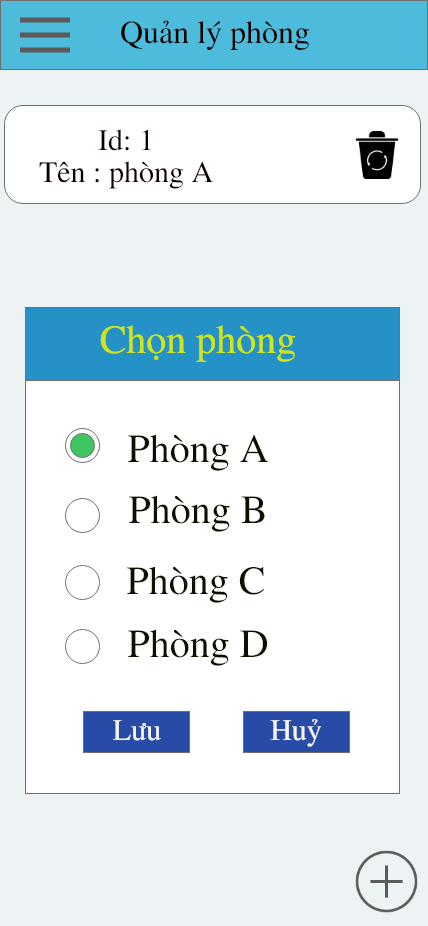 Quản lý phòng
Id: 1
Tên : phòng A
Chọn phòng
Phòng A
Phòng B
Phòng C
Phòng D
Lưu
Huỷ